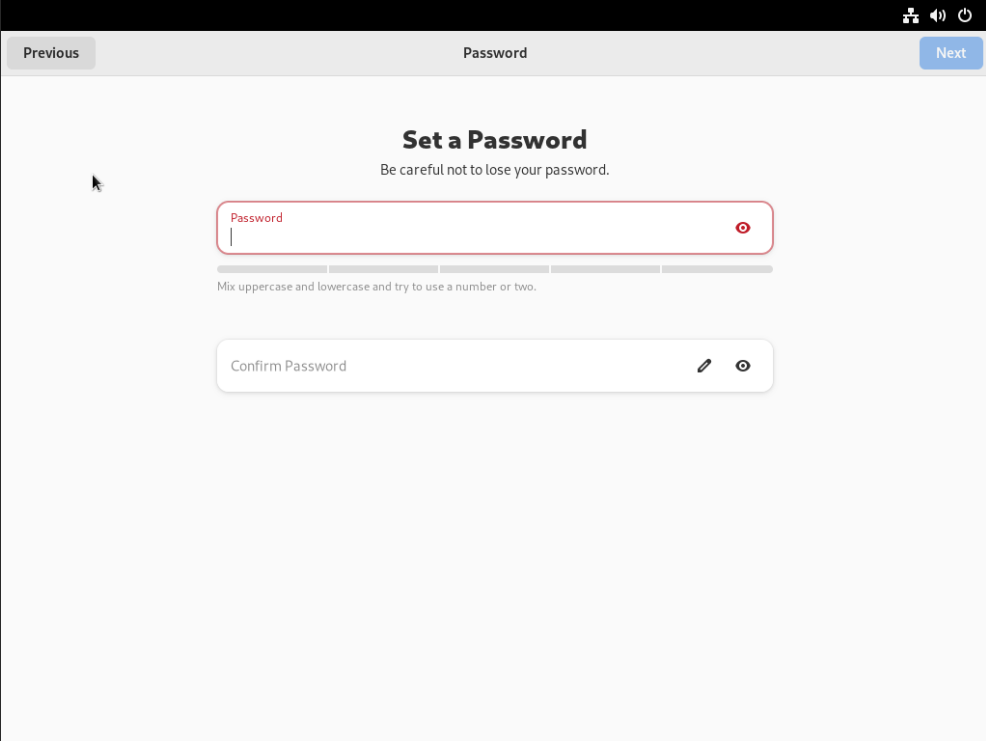 Previous
Password
Next
Set a Password
Be careful not to lose your password.
Password
Mix uppercase and lowercase and try to use a number or two.
Confirm Password